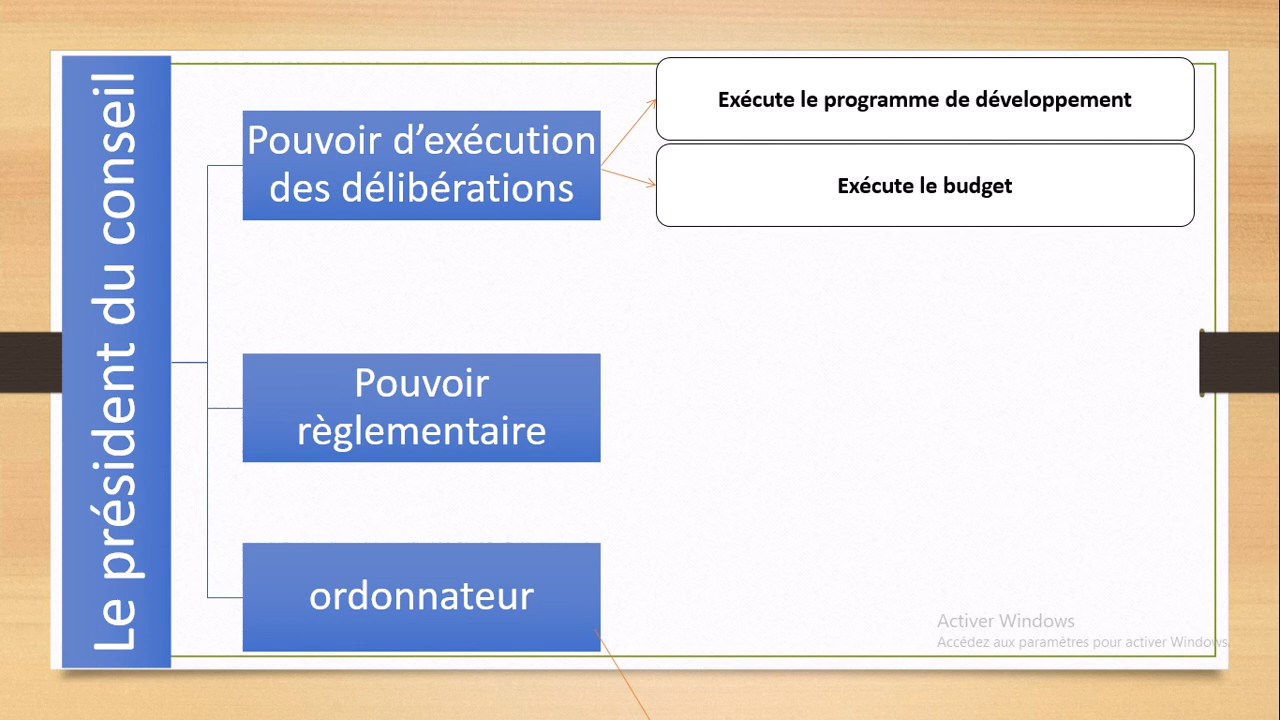 Le président du conseil
Pouvoir d'exécution
des délibérations
Exécute le programme de développement
Exécute le budget
Pouvoir
règlementaire
ordonnateur
Activer Windows
Accédez aux paramètres pour activer Windows.